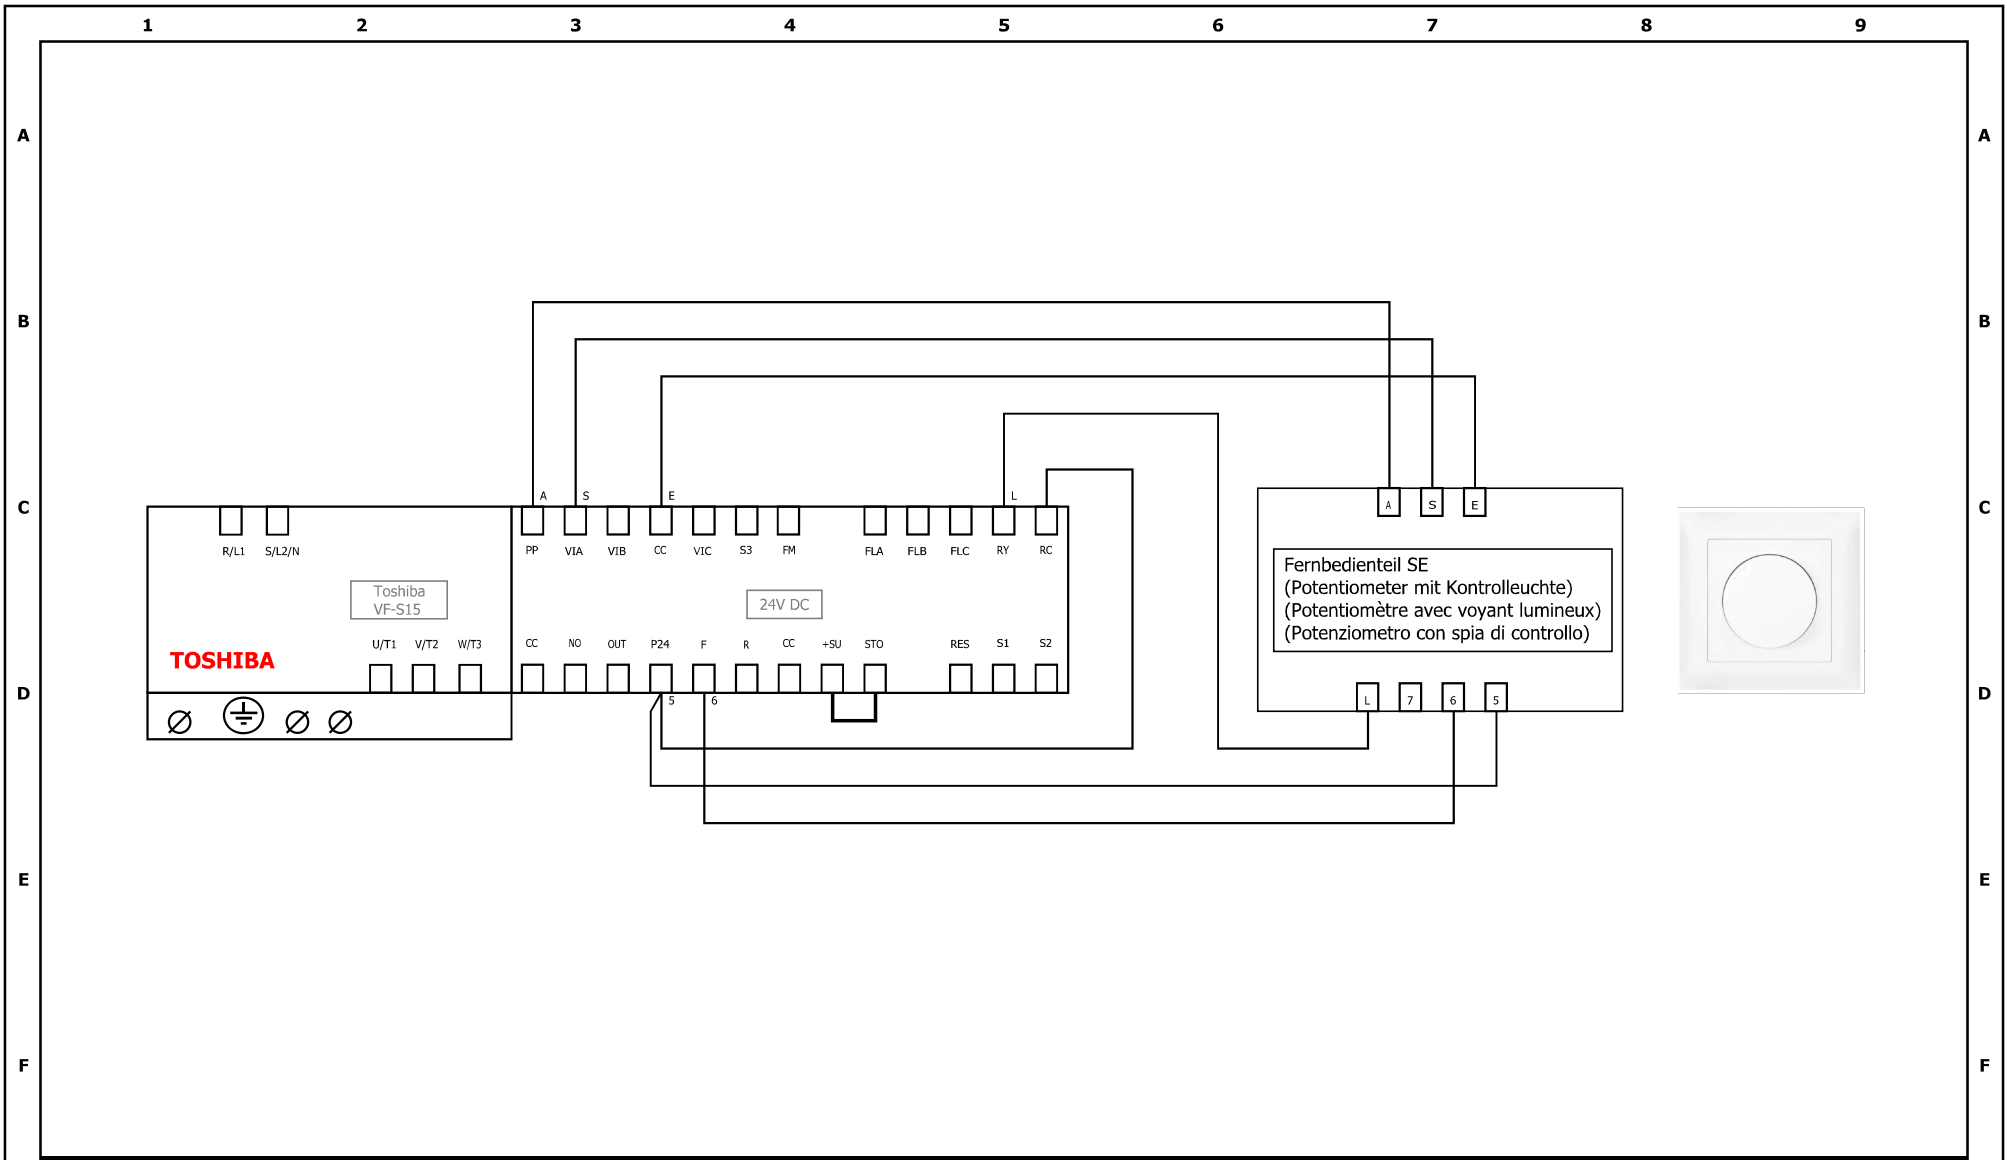 1 2 3 4 5 6 7 8 9
A A
B B
A S E L
C C
A S E
R/L1 S/L2/N PP VIA VIB CC VIC S3 FM FLA FLB FLC RY RC
Fernbedienteil SE
(Potentiometer mit Kontrolleuchte)
(Potentiomètre avec voyant lumineux)
(Potenziometro con spia di controllo)
Toshiba
VF-S15
24V DC
U/T1 V/T2 W/T3 CC NO OUT P24 F R CC +SU STO RES S1 S2
TOSHIBA
D D
5 6
L 7 6 5
E E
F F